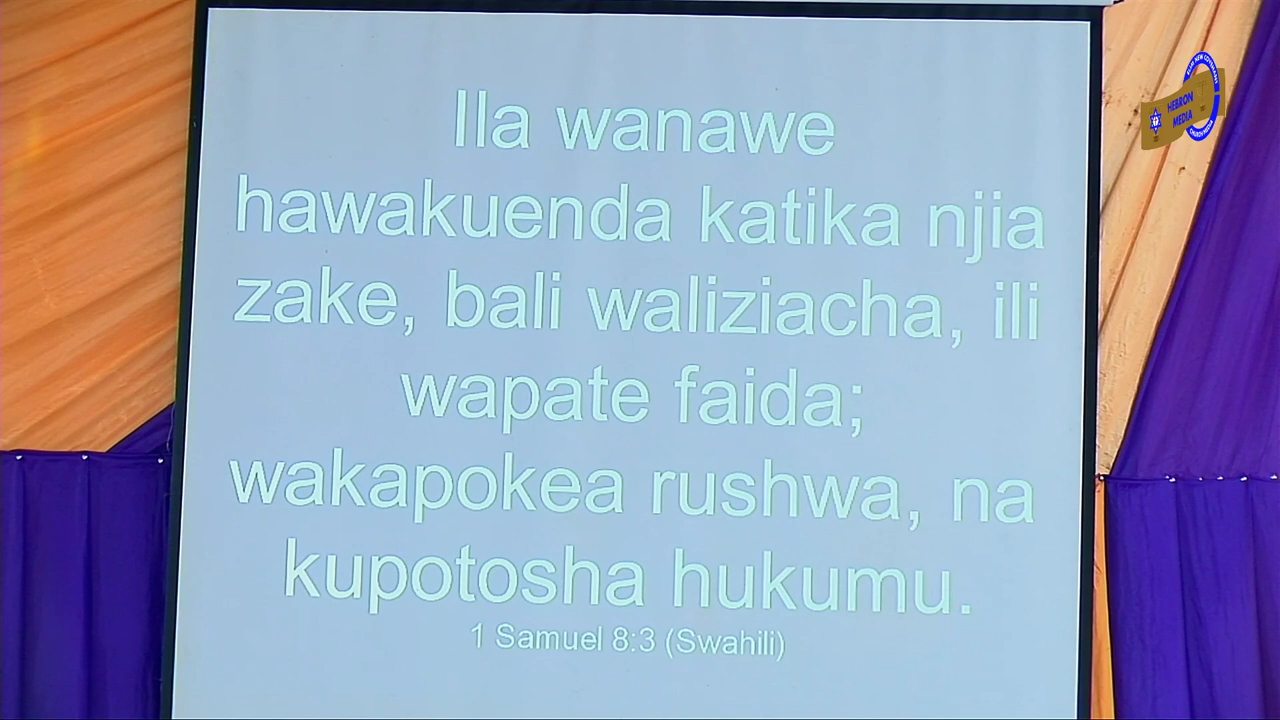 Ila wanawe
hawakuenda katika njia
zake, bali waliziacha, ili
wapate faida;
wakapokea rushwa, na
kupotosha hukumu.
1 Samuel 8:3 (Swahili)
HEBRON
MEDIA